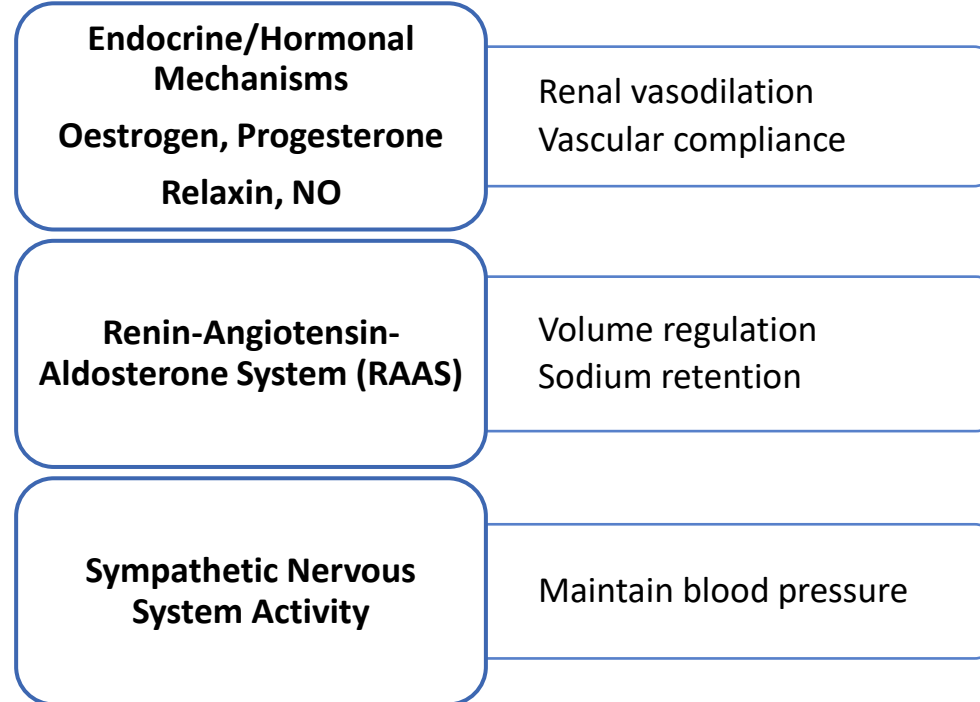 Endocrine/Hormonal
Mechanisms
Oestrogen, Progesterone
Relaxin, NO
Renal vasodilation
Vascular compliance
Renin-Angiotensin-
Aldosterone System (RAAS)
Volume regulation
Sodium retention
Sympathetic Nervous
System Activity
Maintain blood pressure